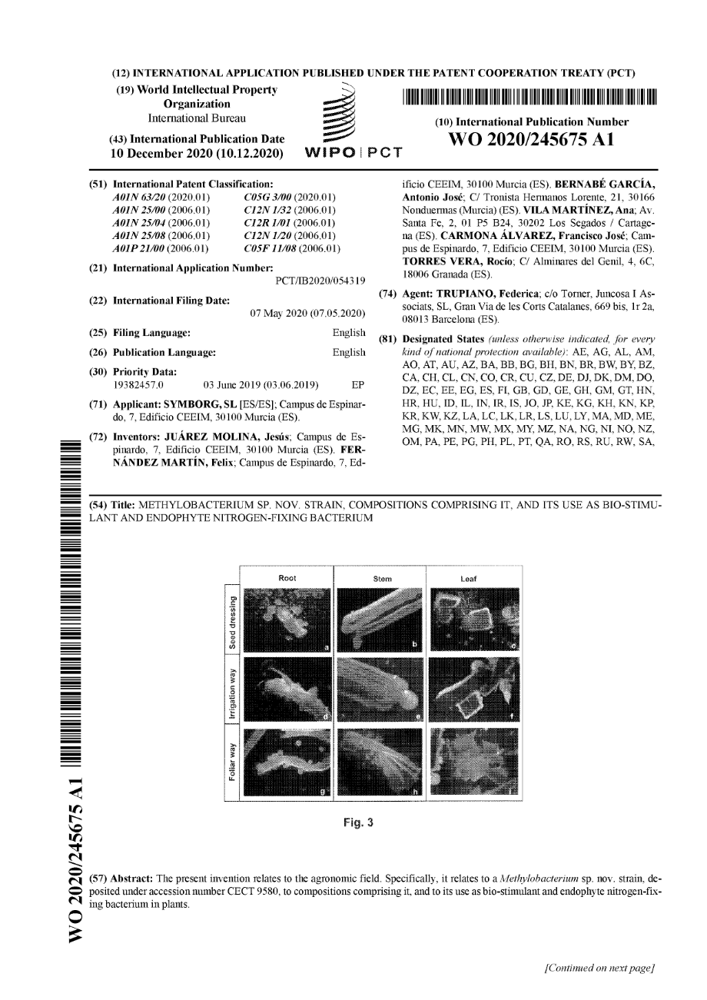 (12) INTERNATIONAL APPLICATION PUBLISHED UNDER THE PATENT COOPERATION TREATY (PCT)
(19) World Intellectual Property
Organization
International Bureau
(43) International Publication Date
10 December 2020 (10.12.2020)
WIPO | PCT
(10) International Publication Number
WO 2020/245675 A1
(51) International Patent Classification:
A01N 63/20 (2020.01) C05G 3/00 (2020.01)
A01N 25/00 (2006.01) C12N 1/32 (2006.01)
A01N 25/04 (2006.01) C12R 1/01 (2006.01)
A01N 25/08 (2006.01) C12N 1/20 (2006.01)
A01P 21/00 (2006.01) C05F 11/08 (2006.01)
(21) International Application Number:
PCT/IB2020/054319
(22) International Filing Date:
07 May 2020 (07.05.2020)
(25) Filing Language: English
(26) Publication Language: English
(30) Priority Data:
19382457.0 03 June 2019 (03.06.2019) EP
(71) Applicant: SYMBORG, SL [ES/ES]; Campus de Espinar-
do, 7, Edificio CEEIM, 30100 Murcia (ES).
(72) Inventors: JUÁREZ MOLINA, Jesús; Campus de Es-
pinardo, 7, Edificio CEEIM, 30100 Murcia (ES). FER-
NÁNDEZ MARTÍN, Felix; Campus de Espinardo, 7, Ed-
ificio CEEIM, 30100 Murcia (ES). BERNABÉ GARCÍA,
Antonio José; C/ Tronista Hermanos Lorente, 21, 30166
Nonduermas (Murcia) (ES). VILA MARTÍNEZ, Ana; Av.
Santa Fe, 2, 01 P5 B24, 30202 Los Segados / Cartage-
na (ES). CARMONA ÁLVAREZ, Francisco José; Cam-
pus de Espinardo, 7, Edificio CEEIM, 30100 Murcia (ES).
TORRES VERA, Rocío; C/ Alminares del Genil, 4, 6C,
18006 Granada (ES).
(74) Agent: TRUPIANO, Federica; c/o Torner, Juncosa I As-
sociats, SL, Gran Via de les Corts Catalanes, 669 bis, 1r 2a,
08013 Barcelona (ES).
(81) Designated States (unless otherwise indicated, for every
kind of national protection available): AE, AG, AL, AM,
AO, AT, AU, AZ, BA, BB, BG, BH, BN, BR, BW, BY, BZ,
CA, CH, CL, CN, CO, CR, CU, CZ, DE, DJ, DK, DM, DO,
DZ, EC, EE, EG, ES, FI, GB, GD, GE, GH, GM, GT, HN,
HR, HU, ID, IL, IN, IR, IS, JO, JP, KE, KG, KH, KN, KP,
KR, KW, KZ, LA, LC, LK, LR, LS, LU, LY, MA, MD, ME,
MG, MK, MN, MW, MX, MY, MZ, NA, NG, NI, NO, NZ,
OM, PA, PE, PG, PH, PL, PT, QA, RO, RS, RU, RW, SA,
(54) Title: METHYLOBACTERIUM SP. NOV. STRAIN, COMPOSITIONS COMPRISING IT, AND ITS USE AS BIO-STIMU-
LANT AND ENDOPHYTE NITROGEN-FIXING BACTERIUM
Root Stem Leaf
Seed dressing
a b c
Irrigation way
d e f
Foliar way
g h i
Fig. 3
(57) Abstract: The present invention relates to the agronomic field. Specifically, it relates to a Methylobacterium sp. nov. strain, de-
posited under accession number CECT 9580, to compositions comprising it, and to its use as bio-stimulant and endophyte nitrogen-fix-
ing bacterium in plants.
WO 2020/245675 A1
[Continued on next page]